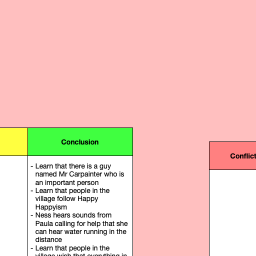 Conclusion
Conflict
- Learn that there is a guy
named Mr Carpainter who is
an important person
- Learn that people in the
village follow Happy
Happyism
- Ness hears sounds from
Paula calling for help that she
can hear water running in the
distance
- Learn that people in the
village wish that everything is